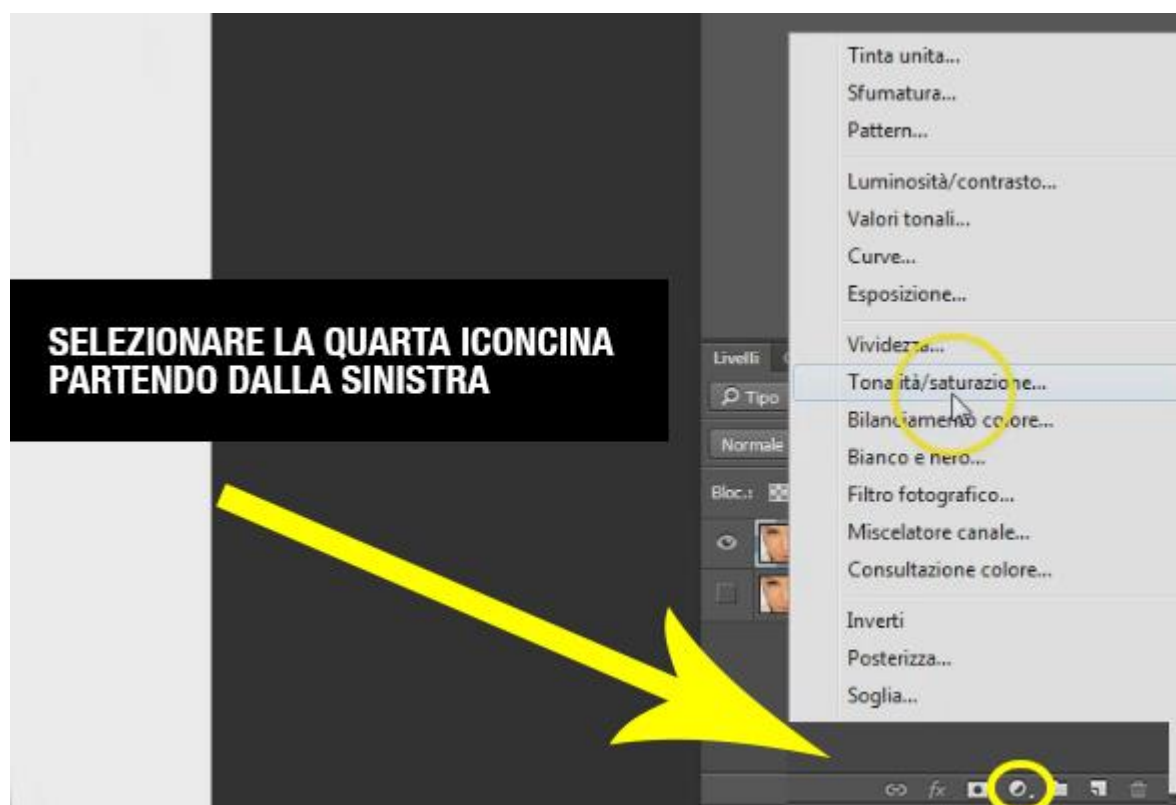 Tinta unita...
Sfumatura...
Pattern...
Luminosità/contrasto...
Valori tonali...
Curve...
Esposizione...
SELEZIONARE LA QUARTA ICONCINA
PARTENDO DALLA SINISTRA
Vividezza...
Tonalità/saturazione...
Bilanciamento colore...
Bianco e nero...
Filtro fotografico...
Miscelatore canale...
Consultazione colore...
Inverti
Posterizza...
Soglia...
Livelli
Tipo
Normale
Bloc.:
fx